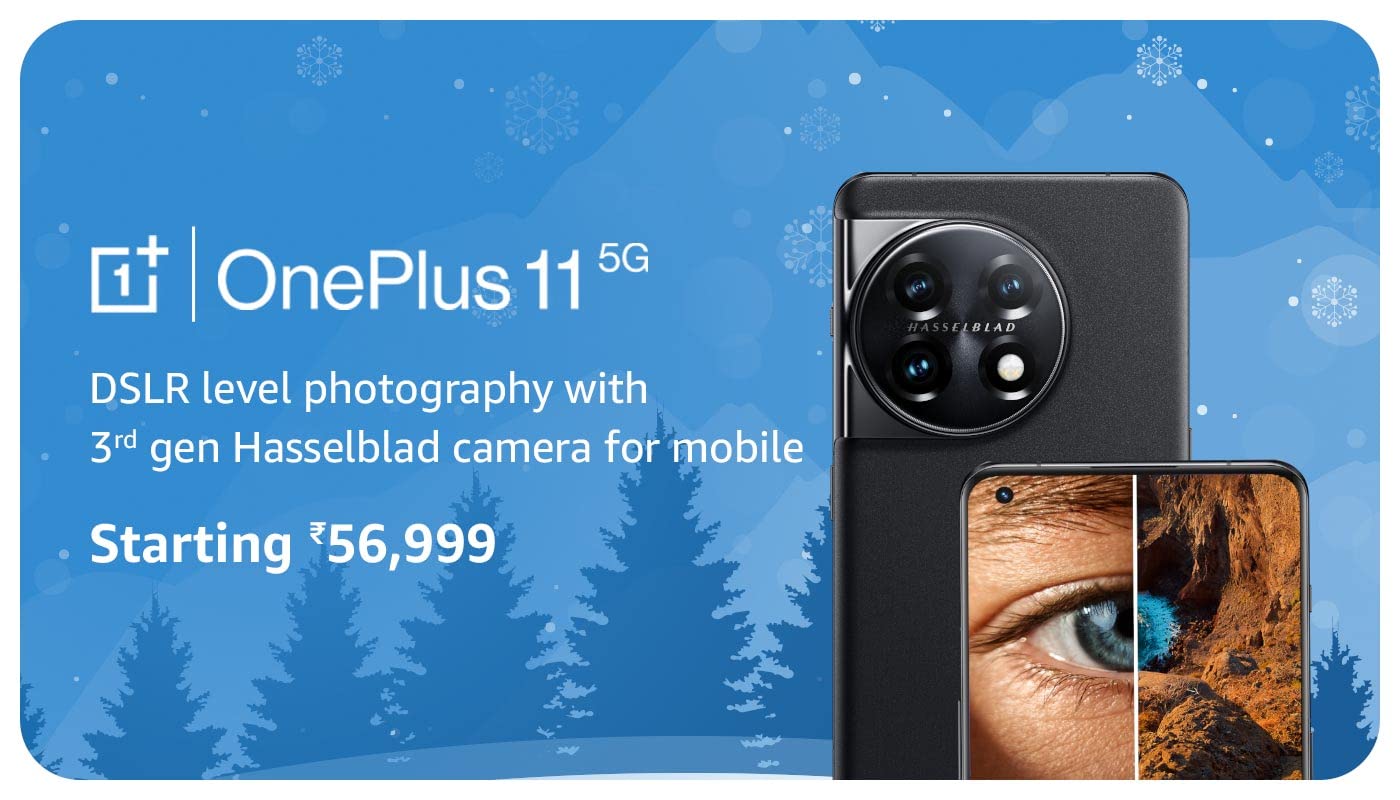 1+ OnePlus 11 5G
DSLR level photography with
3rd gen Hasselblad camera for mobile
Starting ₹56,999
HASSELBLAD